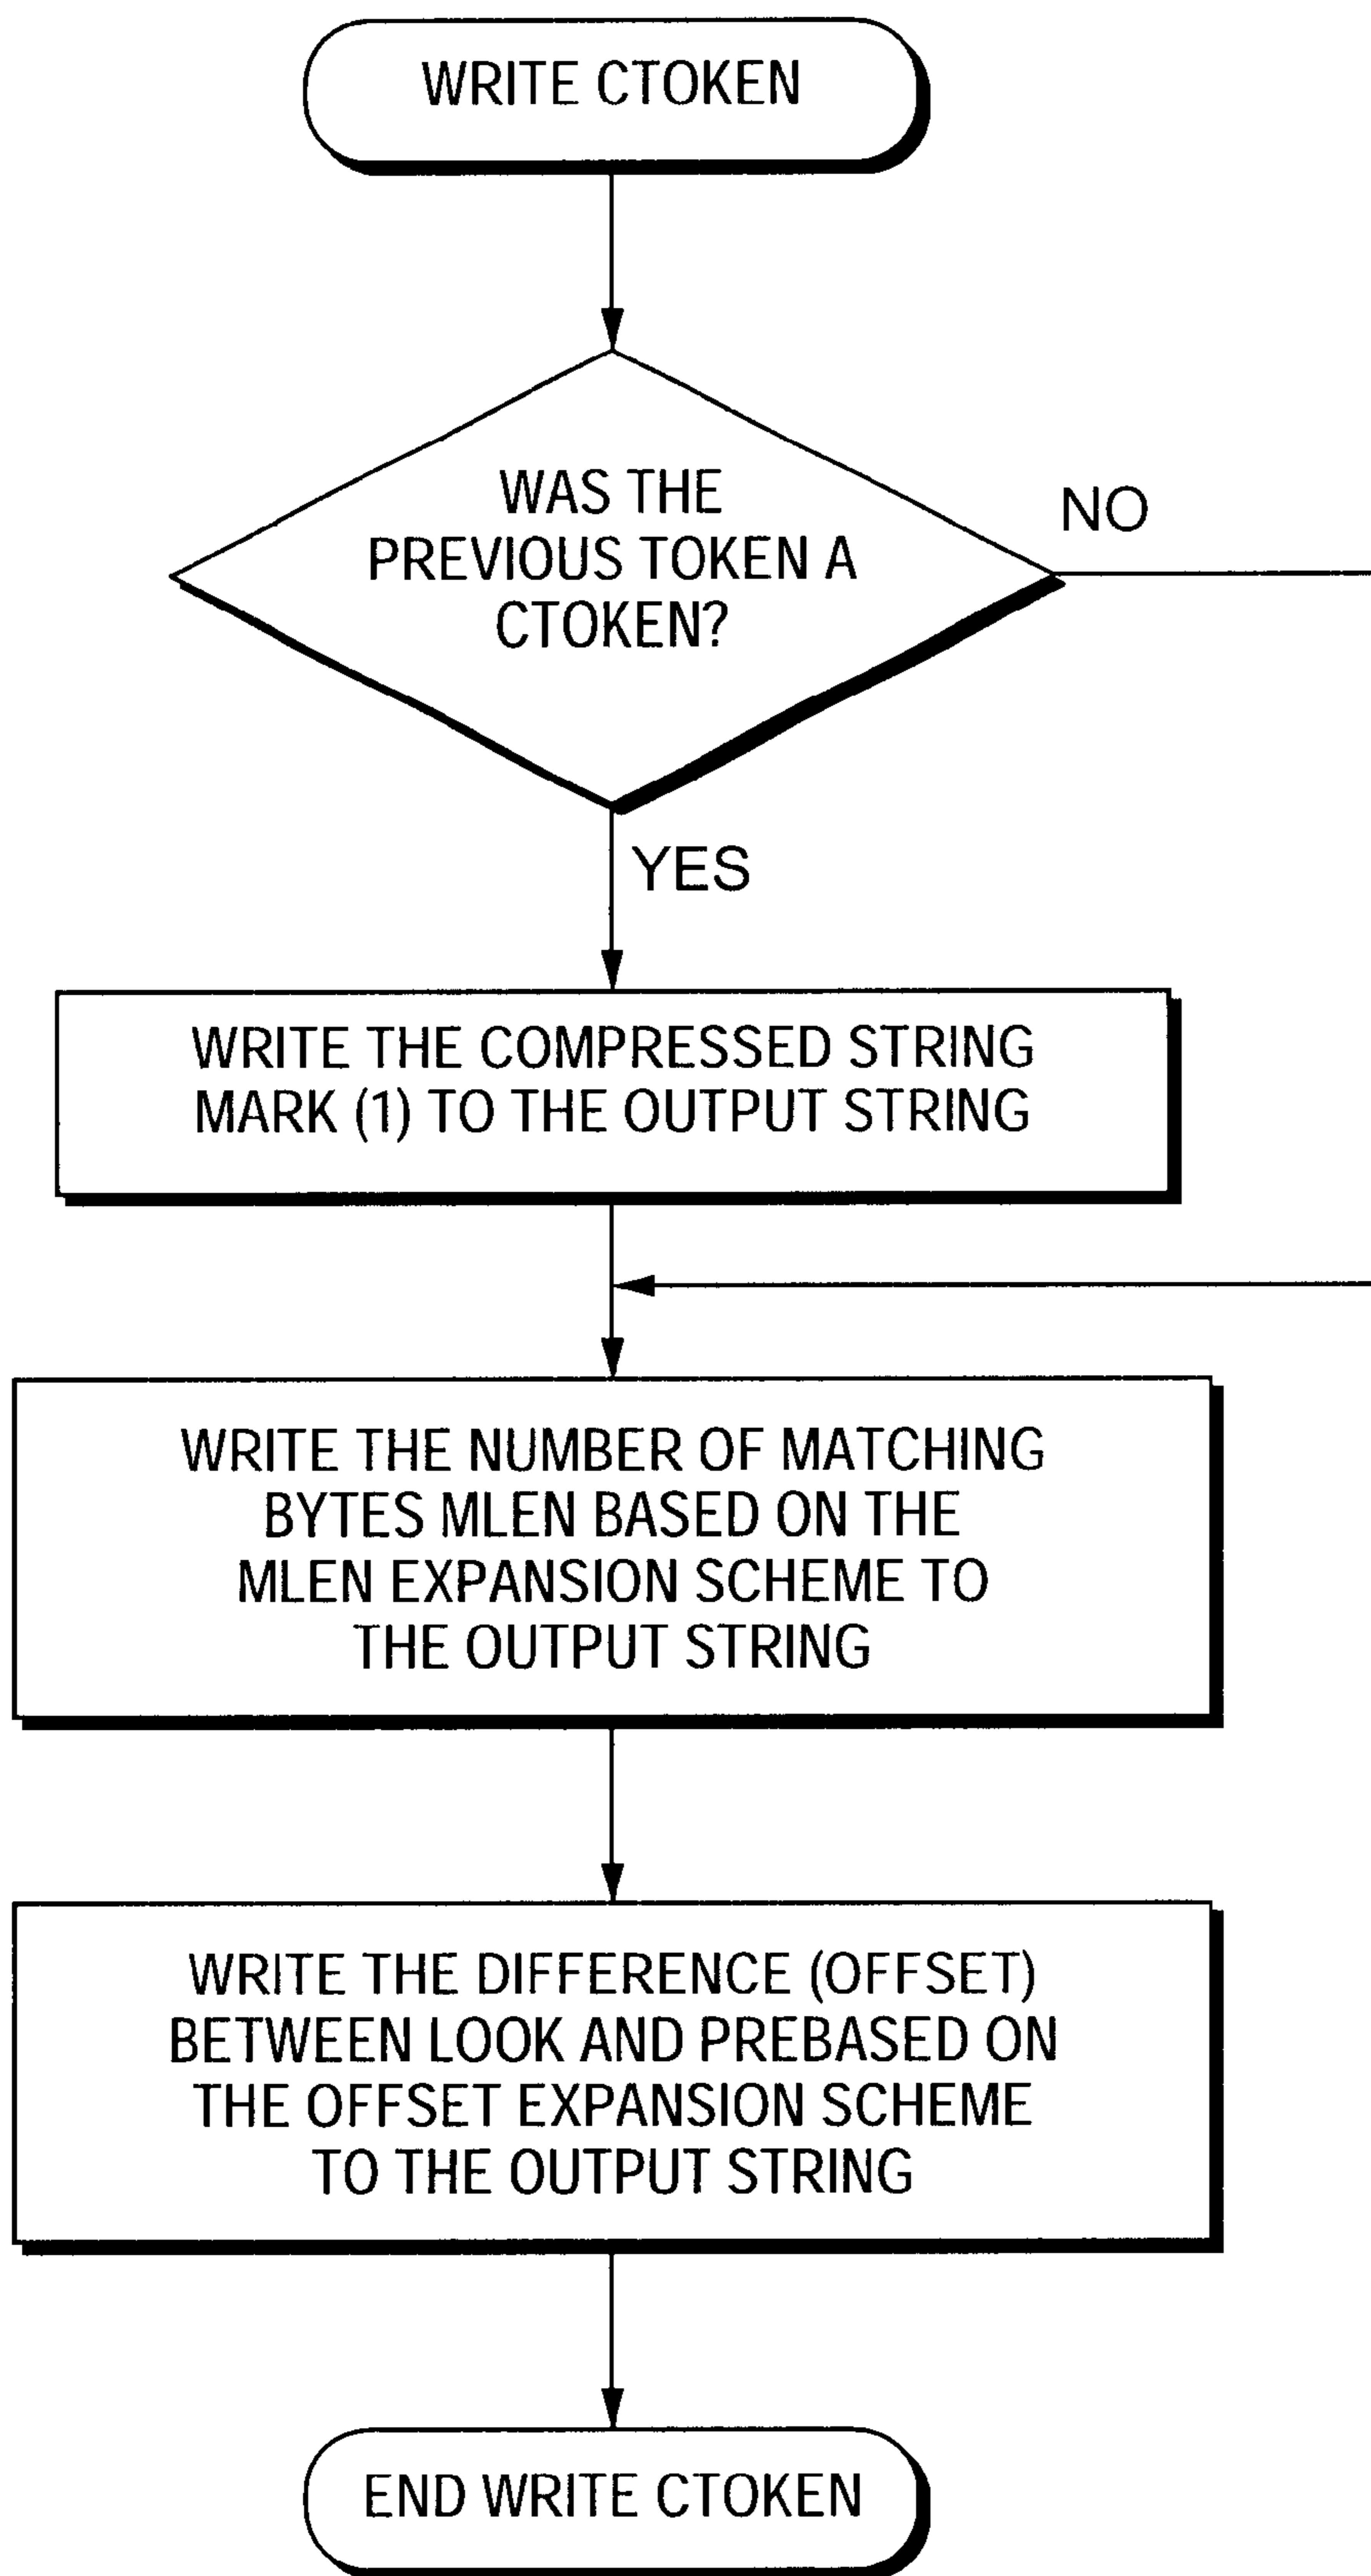 WRITE CTOKEN
WAS THE
PREVIOUS TOKEN A
CTOKEN?
NO
YES
WRITE THE COMPRESSED STRING
MARK (1) TO THE OUTPUT STRING
WRITE THE NUMBER OF MATCHING
BYTES MLEN BASED ON THE
MLEN EXPANSION SCHEME TO
THE OUTPUT STRING
WRITE THE DIFFERENCE (OFFSET)
BETWEEN LOOK AND PREBASED ON
THE OFFSET EXPANSION SCHEME
TO THE OUTPUT STRING
END WRITE CTOKEN